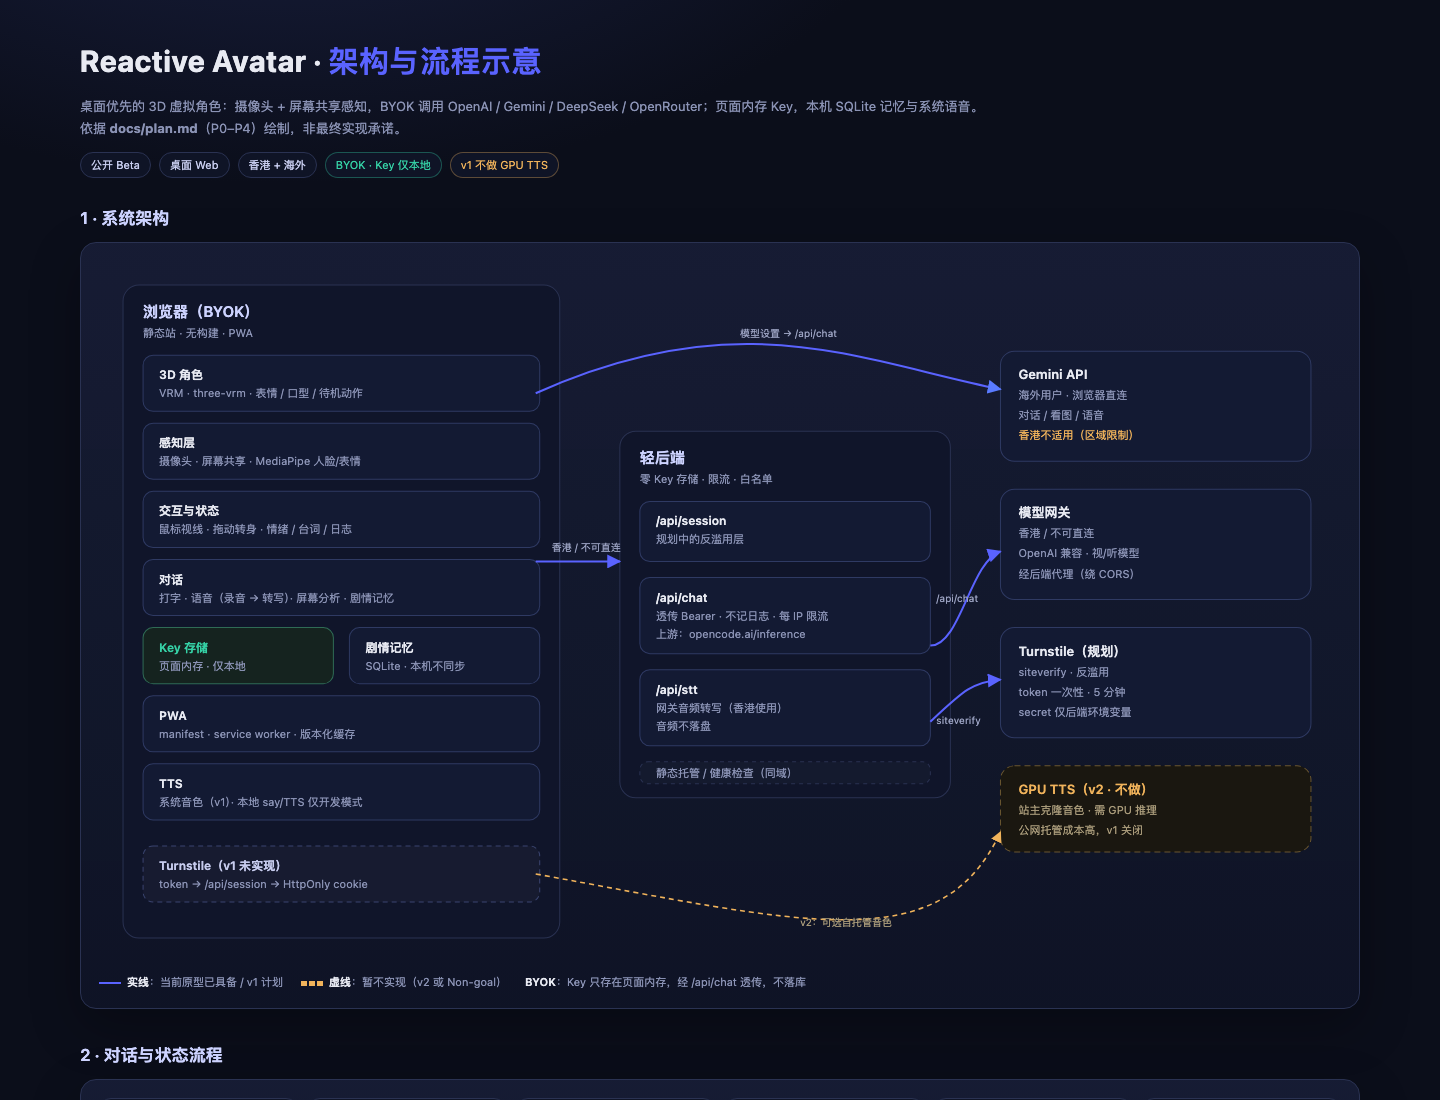 Reactive Avatar · 架构与流程示意
桌面优先的 3D 虚拟角色：摄像头 + 屏幕共享感知，BYOK 调用 OpenAI / Gemini / DeepSeek / OpenRouter；页面内存 Key，本机 SQLite 记忆与系统语音。
依据 docs/plan.md（P0–P4）绘制，非最终实现承诺。
公开 Beta
桌面 Web
香港 + 海外
BYOK · Key 仅本地
v1 不做 GPU TTS
1 · 系统架构
浏览器（BYOK）
静态站 · 无构建 · PWA
3D 角色
VRM · three-vrm · 表情 / 口型 / 待机动作
感知层
摄像头 · 屏幕共享 · MediaPipe 人脸/表情
交互与状态
鼠标视线 · 拖动转身 · 情绪 / 台词 / 日志
对话
打字 · 语音（录音 → 转写）· 屏幕分析 · 剧情记忆
Key 存储
页面内存 · 仅本地
剧情记忆
SQLite · 本机不同步
PWA
manifest · service worker · 版本化缓存
TTS
系统音色（v1）· 本地 say/TTS 仅开发模式
Turnstile（v1 未实现）
token → /api/session → HttpOnly cookie
模型设置 → /api/chat
香港 / 不可直连
轻后端
零 Key 存储 · 限流 · 白名单
/api/session
规划中的反滥用层
/api/chat
透传 Bearer · 不记日志 · 每 IP 限流
上游：opencode.ai/inference
/api/stt
网关音频转写（香港使用）
音频不落盘
静态托管 / 健康检查（同域）
/api/chat
siteverify
v2：可选自托管音色
Gemini API
海外用户 · 浏览器直连
对话 / 看图 / 语音
香港不适用（区域限制）
模型网关
香港 / 不可直连
OpenAI 兼容 · 视/听模型
经后端代理（绕 CORS）
Turnstile（规划）
siteverify · 反滥用
token 一次性 · 5 分钟
secret 仅后端环境变量
GPU TTS（v2 · 不做）
站主克隆音色 · 需 GPU 推理
公网托管成本高，v1 关闭
实线：当前原型已具备 / v1 计划
虚线：暂不实现（v2 或 Non-goal）
BYOK：Key 只存在页面内存，经 /api/chat 透传，不落库
2 · 对话与状态流程